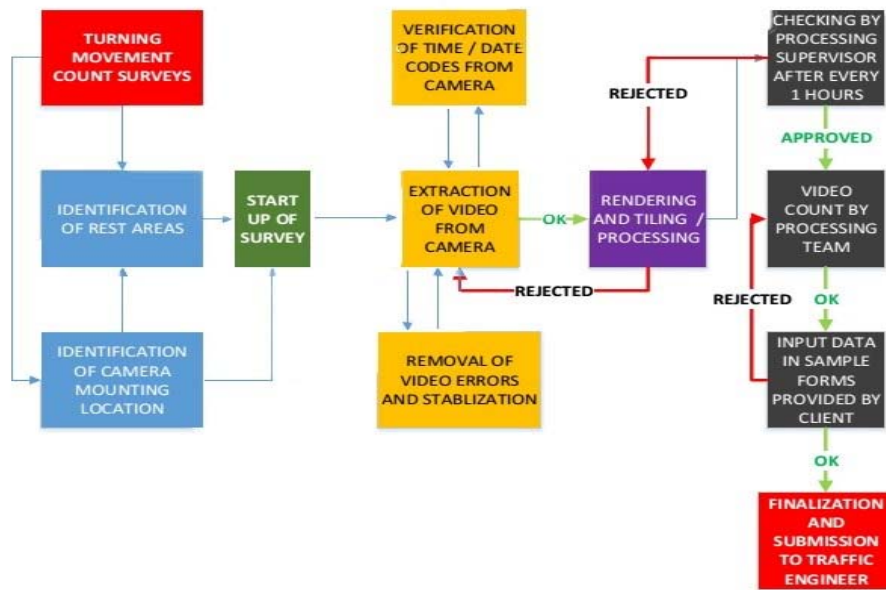 TURNING
MOVEMENT
COUNT SURVEYS
VERIFICATION
OF TIME / DATE
CODES FROM
CAMERA
CHECKING BY
PROCESSING
SUPERVISOR
AFTER EVERY
1 HOURS
REJECTED
APPROVED
IDENTIFICATION
OF REST AREAS
START
UP OF
SURVEY
EXTRACTION
OF VIDEO
FROM
CAMERA
OK
RENDERING
AND TILING /
PROCESSING
VIDEO
COUNT BY
PROCESSING
TEAM
REJECTED
REJECTED
OK
IDENTIFICATION
OF CAMERA
MOUNTING
LOCATION
REMOVAL OF
VIDEO ERRORS
AND STABLIZATION
INPUT DATA
IN SAMPLE
FORMS
PROVIDED BY
CLIENT
OK
FINALIZATION
AND
SUBMISSION
TO TRAFFIC
ENGINEER